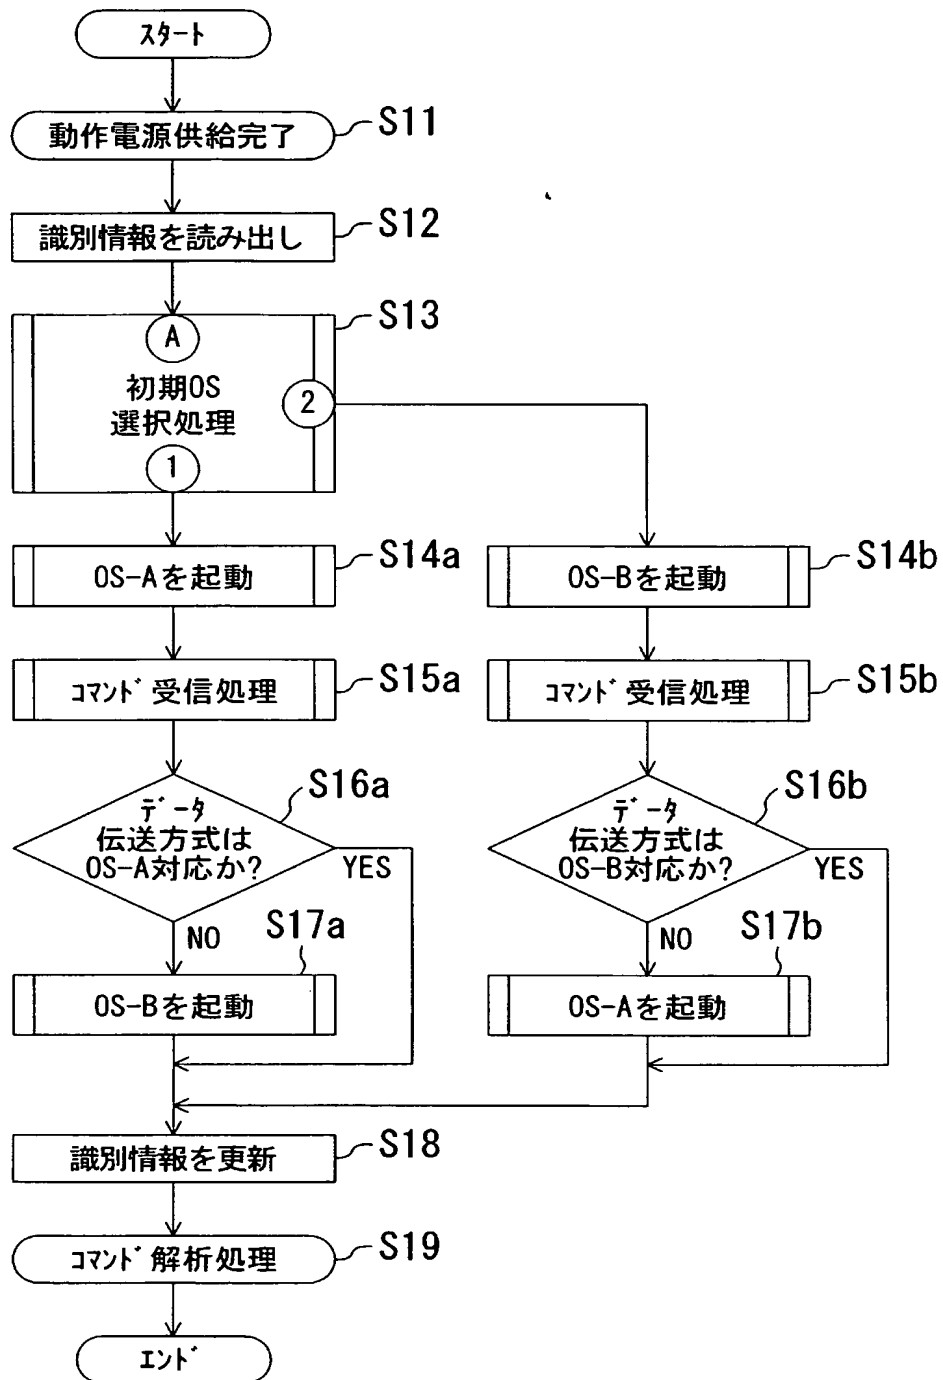 スタート
動作電源供給完了
S11
識別情報を読み出し
S12
S13
A
初期OS
選択処理
2
1
OS-Aを起動
S14a
OS-Bを起動
S14b
コマンド受信処理
S15a
コマンド受信処理
S15b
S16a
データ
伝送方式は
OS-A対応か?
YES
NO
S16b
データ
伝送方式は
OS-B対応か?
YES
NO
S17a
OS-Bを起動
S17b
OS-Aを起動
識別情報を更新
S18
コマンド解析処理
S19
エンド